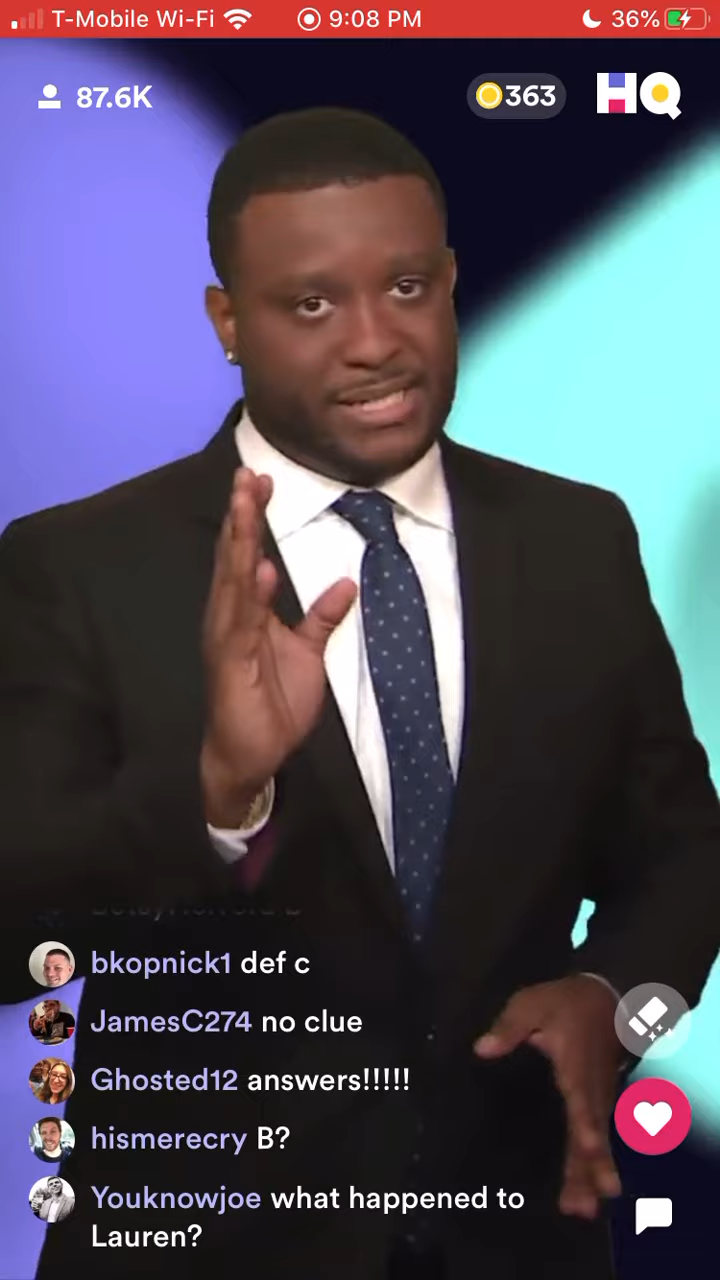 T-Mobile Wi-Fi 9:08 PM 36%
87.6K 363 HQ
bkopnick1 def c
JamesC274 no clue
Ghosted12 answers!!!!!
hismerecry B?
Youknowjoe what happened to
Lauren?